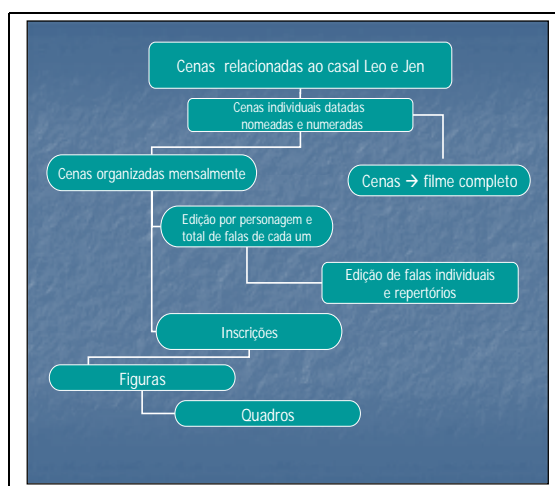 Cenas relacionadas ao casal Leo e Jen
Cenas individuais datadas
nomeadas e numeradas
Cenas organizadas mensalmente
Cenas → filme completo
Edição por personagem e
total de falas de cada um
Edição de falas individuais
e repertórios
Inscrições
Figuras
Quadros